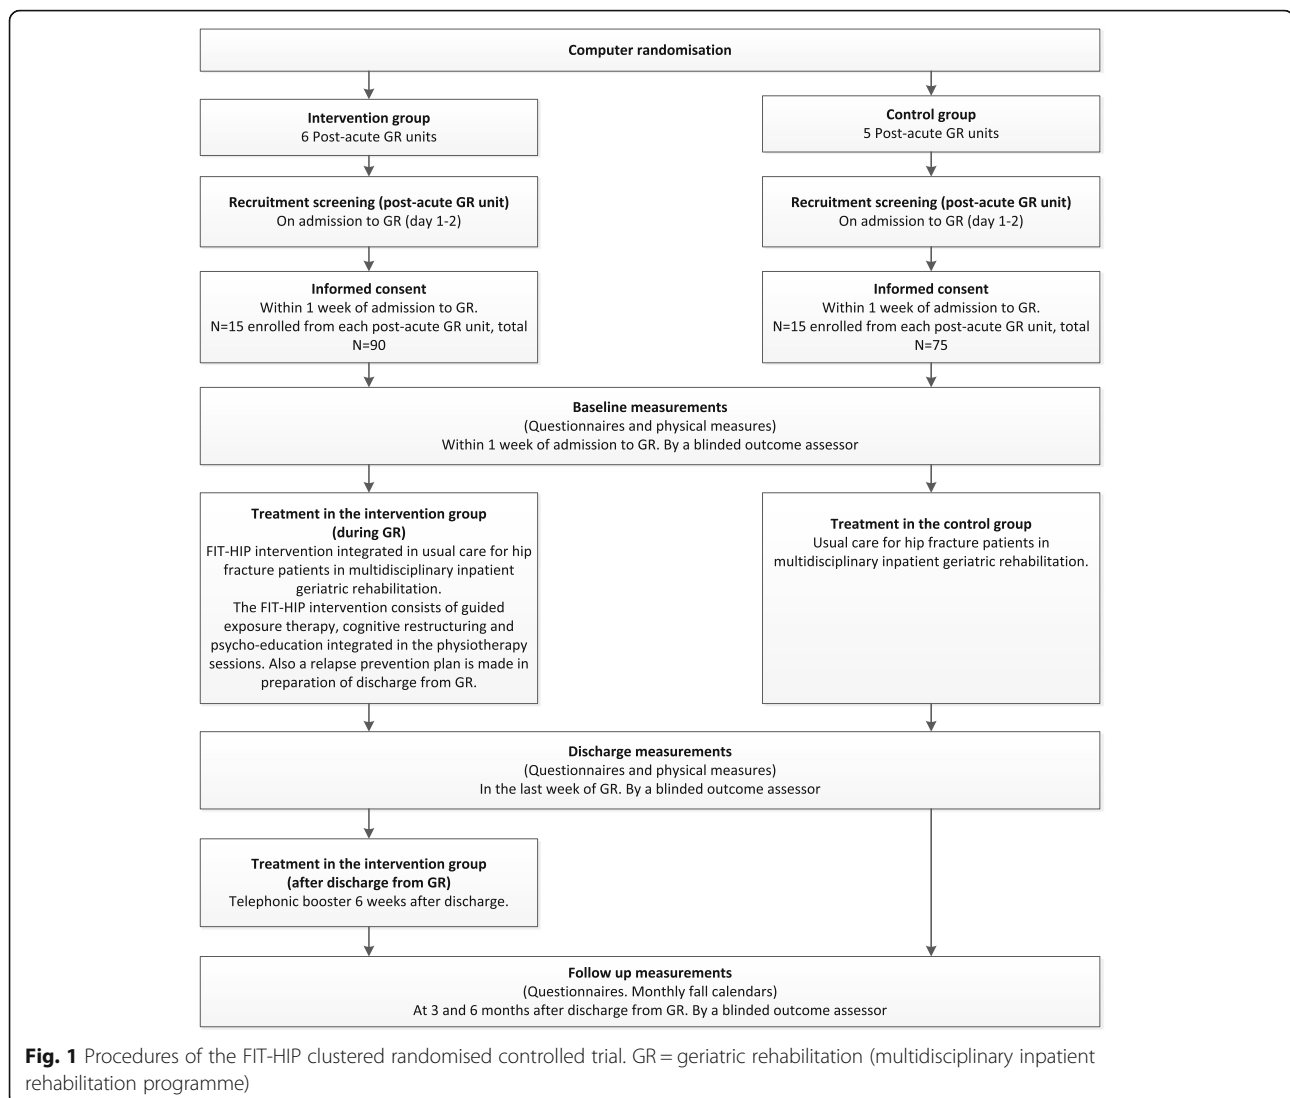 Computer randomisation
Intervention group
6 Post-acute GR units
Control group
5 Post-acute GR units
Recruitment screening (post-acute GR unit)
On admission to GR (day 1-2)
Recruitment screening (post-acute GR unit)
On admission to GR (day 1-2)
Informed consent
Within 1 week of admission to GR.
N=15 enrolled from each post-acute GR unit, total
N=90
Informed consent
Within 1 week of admission to GR.
N=15 enrolled from each post-acute GR unit, total
N=75
Baseline measurements
(Questionnaires and physical measures)
Within 1 week of admission to GR. By a blinded outcome assessor
Treatment in the intervention group
(during GR)
FIT-HIP intervention integrated in usual care for hip
fracture patients in multidisciplinary inpatient
geriatric rehabilitation.
The FIT-HIP intervention consists of guided
exposure therapy, cognitive restructuring and
psycho-education integrated in the physiotherapy
sessions. Also a relapse prevention plan is made in
preparation of discharge from GR.
Treatment in the control group
Usual care for hip fracture patients in
multidisciplinary inpatient geriatric rehabilitation.
Discharge measurements
(Questionnaires and physical measures)
In the last week of GR. By a blinded outcome assessor
Treatment in the intervention group
(after discharge from GR)
Telephonic booster 6 weeks after discharge.
Follow up measurements
(Questionnaires. Monthly fall calendars)
At 3 and 6 months after discharge from GR. By a blinded outcome assessor
Fig. 1 Procedures of the FIT-HIP clustered randomised controlled trial. GR = geriatric rehabilitation (multidisciplinary inpatient
rehabilitation programme)